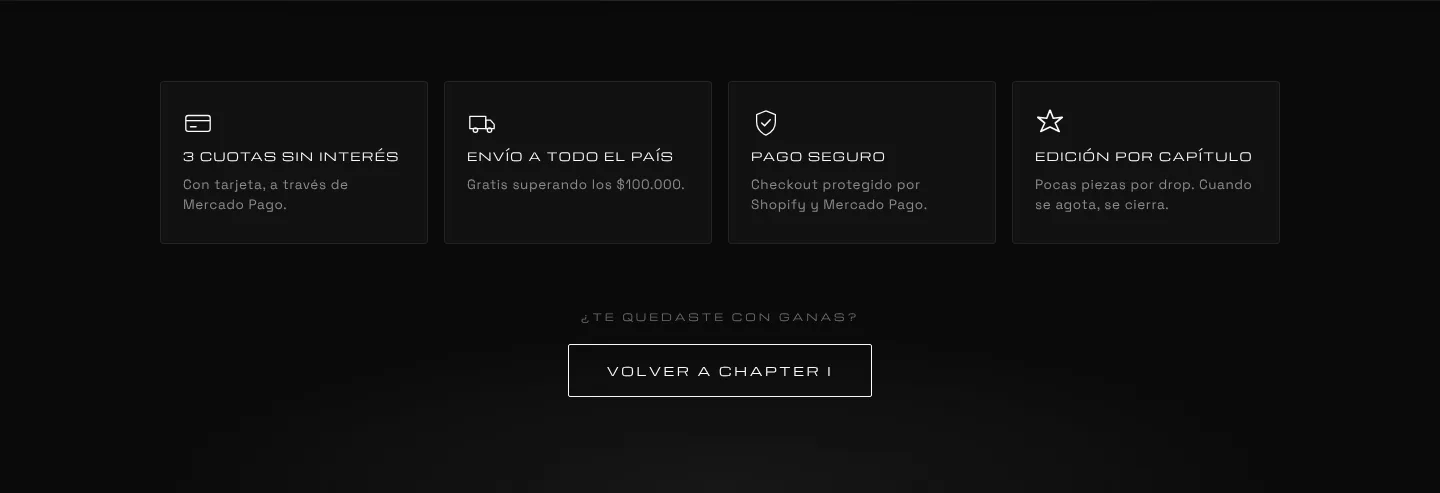 3 CUOTAS SIN INTERÉS
Con tarjeta, a través de
Mercado Pago.
ENVÍO A TODO EL PAÍS
Gratis superando los $100.000.
PAGO SEGURO
Checkout protegido por
Shopify y Mercado Pago.
EDICIÓN POR CAPÍTULO
Pocas piezas por drop. Cuando
se agota, se cierra.
¿TE QUEDASTE CON GANAS?
VOLVER A CHAPTER I